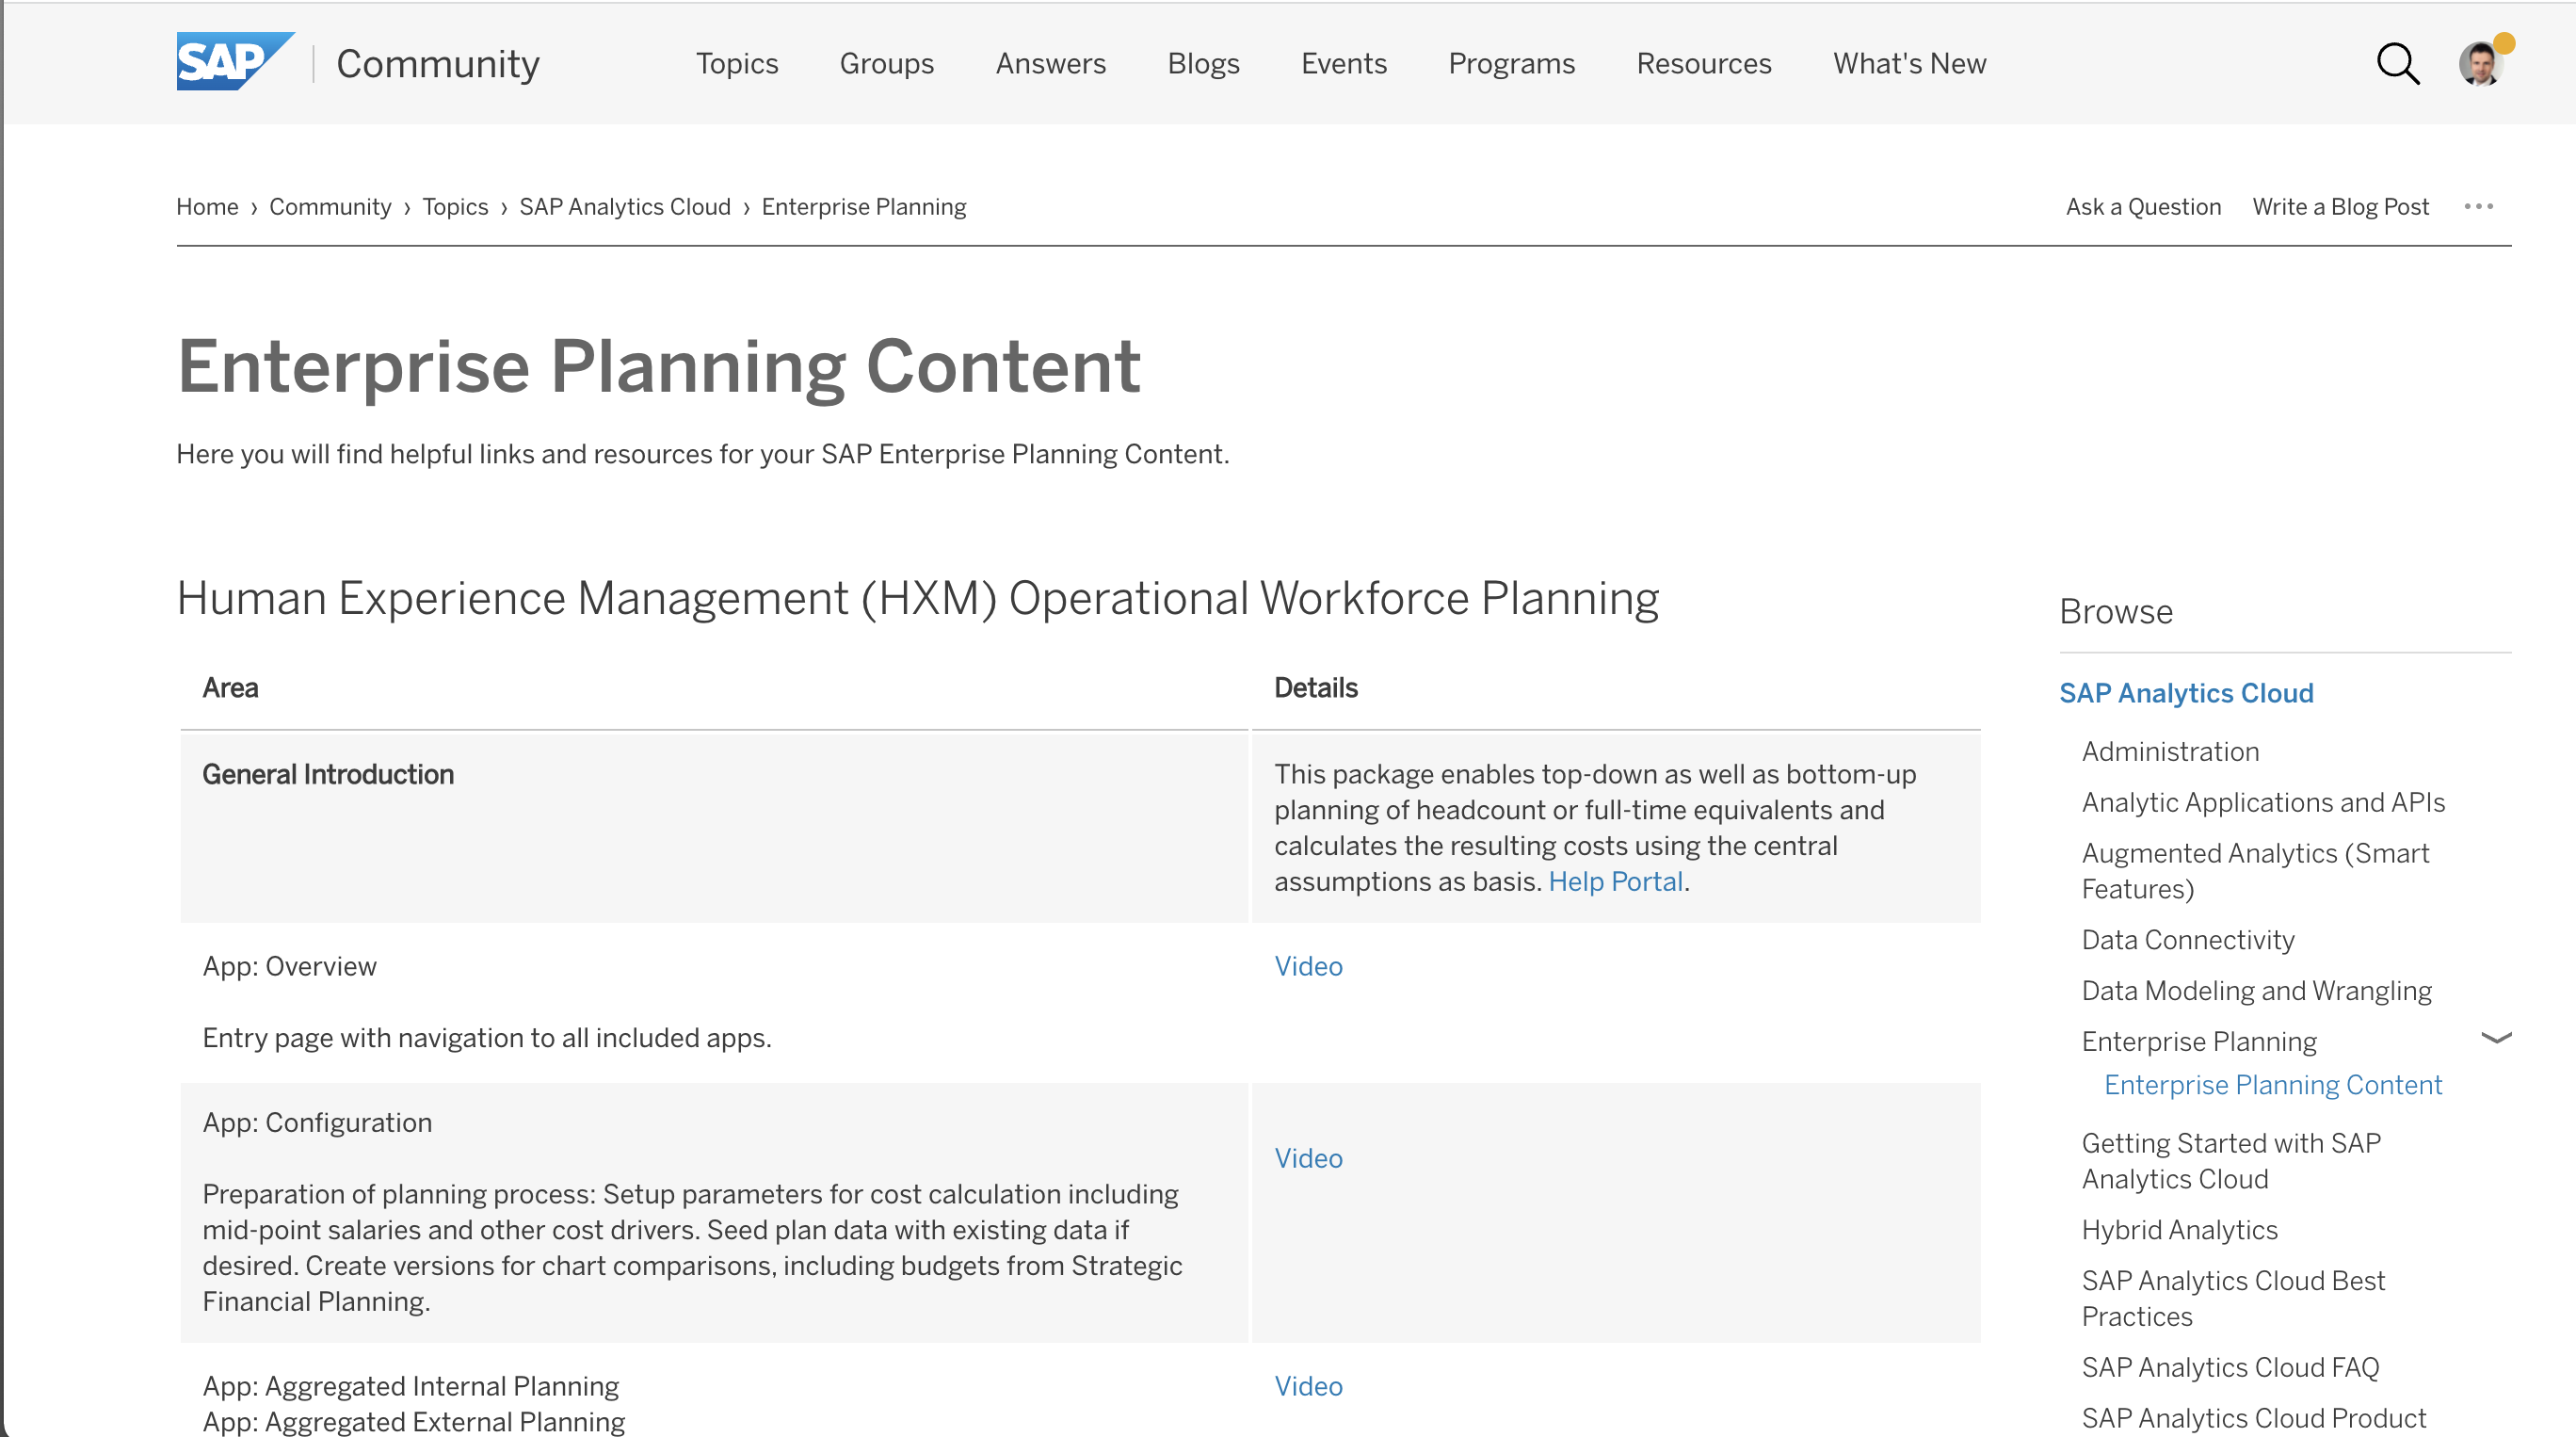 SAP Community
Topics Groups Answers Blogs Events Programs Resources What's New
Home › Community › Topics › SAP Analytics Cloud › Enterprise Planning
Ask a Question Write a Blog Post ...
Enterprise Planning Content
Here you will find helpful links and resources for your SAP Enterprise Planning Content.
Human Experience Management (HXM) Operational Workforce Planning
Area Details
General Introduction
This package enables top-down as well as bottom-up
planning of headcount or full-time equivalents and
calculates the resulting costs using the central
assumptions as basis. Help Portal.
App: Overview
Entry page with navigation to all included apps.
Video
App: Configuration
Preparation of planning process: Setup parameters for cost calculation including
mid-point salaries and other cost drivers. Seed plan data with existing data if
desired. Create versions for chart comparisons, including budgets from Strategic
Financial Planning.
Video
App: Aggregated Internal Planning
App: Aggregated External Planning
Video
Browse
SAP Analytics Cloud
Administration
Analytic Applications and APIs
Augmented Analytics (Smart
Features)
Data Connectivity
Data Modeling and Wrangling
Enterprise Planning
Enterprise Planning Content
Getting Started with SAP
Analytics Cloud
Hybrid Analytics
SAP Analytics Cloud Best
Practices
SAP Analytics Cloud FAQ
SAP Analytics Cloud Product